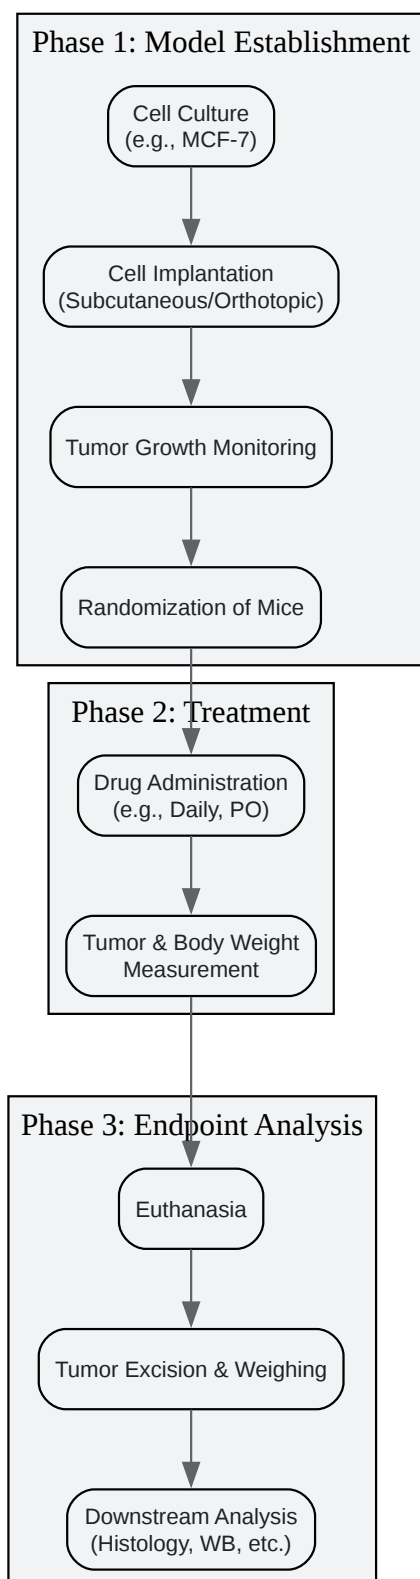 Phase 1: Model Establishment
Cell Culture
(e.g., MCF-7)
Cell Implantation
(Subcutaneous/Orthotopic)
Tumor Growth Monitoring
Randomization of Mice
Phase 2: Treatment
Drug Administration
(e.g., Daily, PO)
Tumor & Body Weight
Measurement
Phase 3: Endpoint Analysis
Euthanasia
Tumor Excision & Weighing
Downstream Analysis
(Histology, WB, etc.)